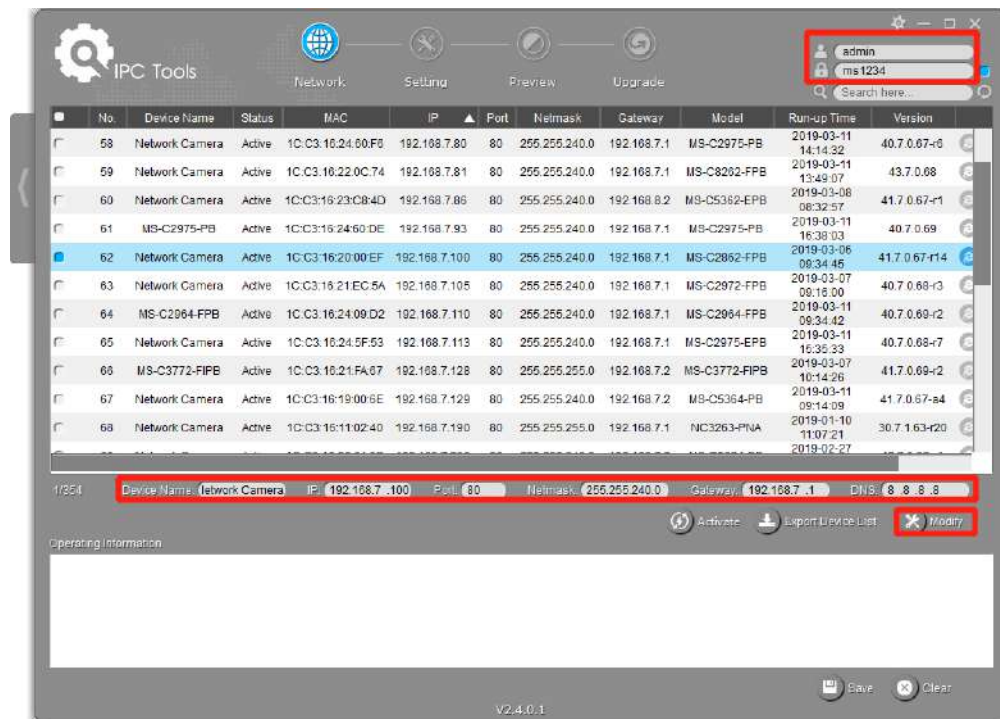 IPC Tools
Network
Setting
Preview
Upgrade
admin
ms1234
Search here...
No. Device Name Status MAC IP Port Netmask Gateway Model Run-up Time Version
58 Network Camera Active 1C:C3:16:24:60:F6 192.168.7.80 80 255.255.240.0 192.168.7.1 MS-C2975-PB 2019-03-11 14:14:32 40.7.0.67-r6
59 Network Camera Active 1C:C3:16:22:0C:74 192.168.7.81 80 255.255.240.0 192.168.7.1 MS-C8262-FPB 2019-03-11 13:49:07 43.7.0.68
60 Network Camera Active 1C:C3:16:23:C8:4D 192.168.7.86 80 255.255.240.0 192.168.8.2 MS-C5362-EPB 2019-03-08 08:32:57 41.7.0.67-r1
61 MS-C2975-PB Active 1C:C3:16:24:60:DE 192.168.7.93 80 255.255.240.0 192.168.7.1 MS-C2975-PB 2019-03-11 16:38:03 40.7.0.69
62 Network Camera Active 1C:C3:16:20:00:EF 192.168.7.100 80 255.255.240.0 192.168.7.1 MS-C2862-FPB 2019-03-06 09:34:45 41.7.0.67-r14
63 Network Camera Active 1C:C3:16:21:EC:5A 192.168.7.105 80 255.255.240.0 192.168.7.1 MS-C2972-FPB 2019-03-07 09:16:00 40.7.0.68-r3
64 MS-C2964-FPB Active 1C:C3:16:24:09:D2 192.168.7.110 80 255.255.240.0 192.168.7.1 MS-C2964-FPB 2019-03-11 09:34:42 40.7.0.69-r2
65 Network Camera Active 1C:C3:16:24:5F:53 192.168.7.113 80 255.255.240.0 192.168.7.1 MS-C2975-EPB 2019-03-11 15:35:33 40.7.0.68-r7
66 MS-C3772-FIPB Active 1C:C3:16:21:FA:67 192.168.7.128 80 255.255.255.0 192.168.7.2 MS-C3772-FIPB 2019-03-07 10:14:26 41.7.0.69-r2
67 Network Camera Active 1C:C3:16:19:00:6E 192.168.7.129 80 255.255.240.0 192.168.7.2 MS-C5364-PB 2019-03-11 09:14:09 41.7.0.67-a4
68 Network Camera Active 1C:C3:16:11:02:40 192.168.7.190 80 255.255.255.0 192.168.7.1 NC3263-PNA 2019-01-10 11:07:21 30.7.1.63-r20
2019-02-27
1/354 Device Name: letwork Camera IP: 192.168.7 .100 Port: 80 Netmask: 255.255.240.0 Gateway: 192.168.7 .1 DNS: 8 .8 .8 .8
Activate Export Device List Modify
Operating Information
Save Clear
V2.4.0.1